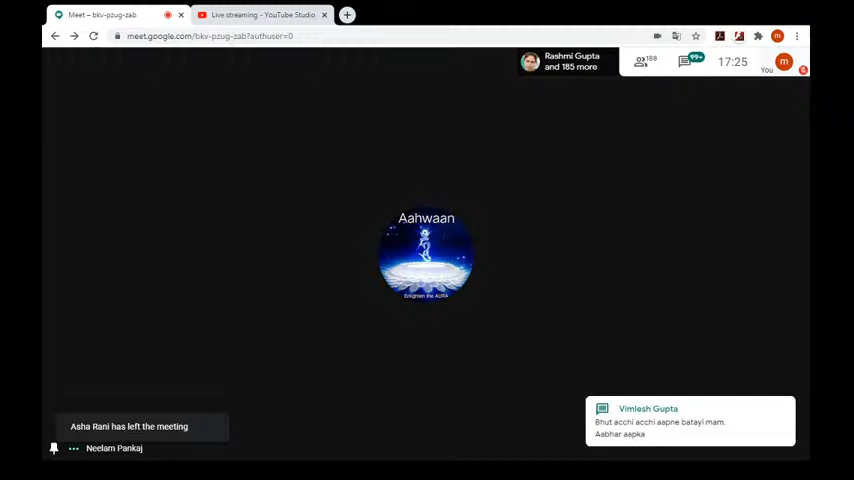 Meet – bkv-pzug-zab
Live streaming - YouTube Studio
meet.google.com/bkv-pzug-zab?authuser=0
m
Rashmi Gupta
and 185 more
188
99+
17:25
You
m
Aahwaan
Enlighten the AURA
Asha Rani has left the meeting
Neelam Pankaj
Vimlesh Gupta
Bhut acchi acchi aapne batayi mam.
Aabhar aapka